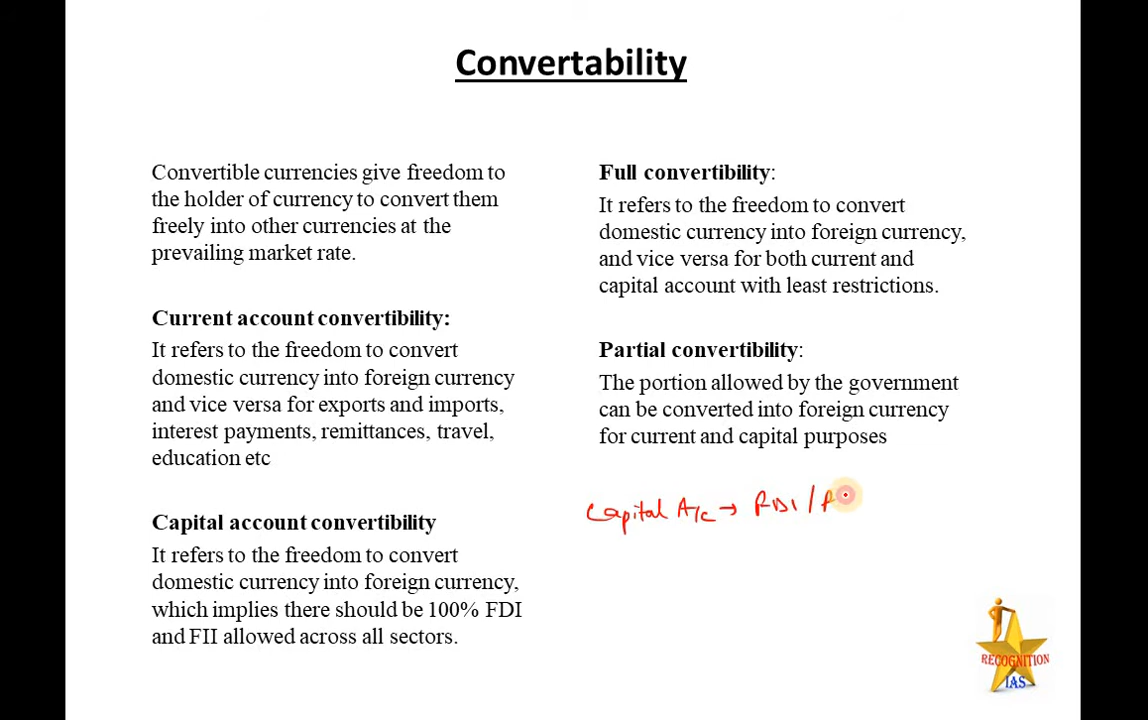 Convertability
Convertible currencies give freedom to
the holder of currency to convert them
freely into other currencies at the
prevailing market rate.
Current account convertibility:
It refers to the freedom to convert
domestic currency into foreign currency
and vice versa for exports and imports,
interest payments, remittances, travel,
education etc
Capital account convertibility
It refers to the freedom to convert
domestic currency into foreign currency,
which implies there should be 100% FDI
and FII allowed across all sectors.
Full convertibility:
It refers to the freedom to convert
domestic currency into foreign currency,
and vice versa for both current and
capital account with least restrictions.
Partial convertibility:
The portion allowed by the government
can be converted into foreign currency
for current and capital purposes
Capital A/c → FDI / F
RECOGNITION
IAS